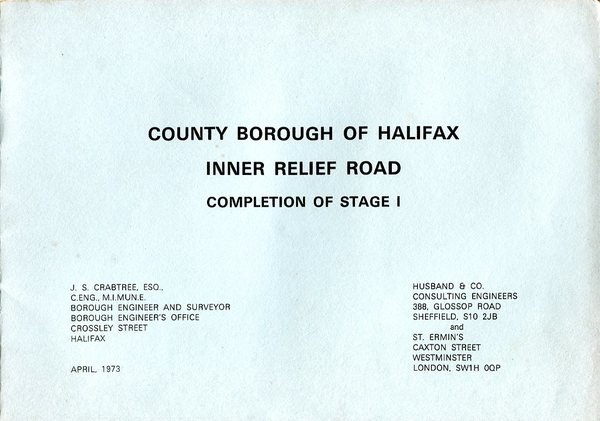 COUNTY BOROUGH OF HALIFAX
INNER RELIEF ROAD
COMPLETION OF STAGE I
J. S. CRABTREE, ESQ.,
C.ENG., M.I.MUN.E.
BOROUGH ENGINEER AND SURVEYOR
BOROUGH ENGINEER'S OFFICE
CROSSLEY STREET
HALIFAX
APRIL, 1973
HUSBAND & CO.
CONSULTING ENGINEERS
388, GLOSSOP ROAD
SHEFFIELD, S10 2JB
and
ST. ERMIN'S
CAXTON STREET
WESTMINSTER
LONDON, SW1H 0QP